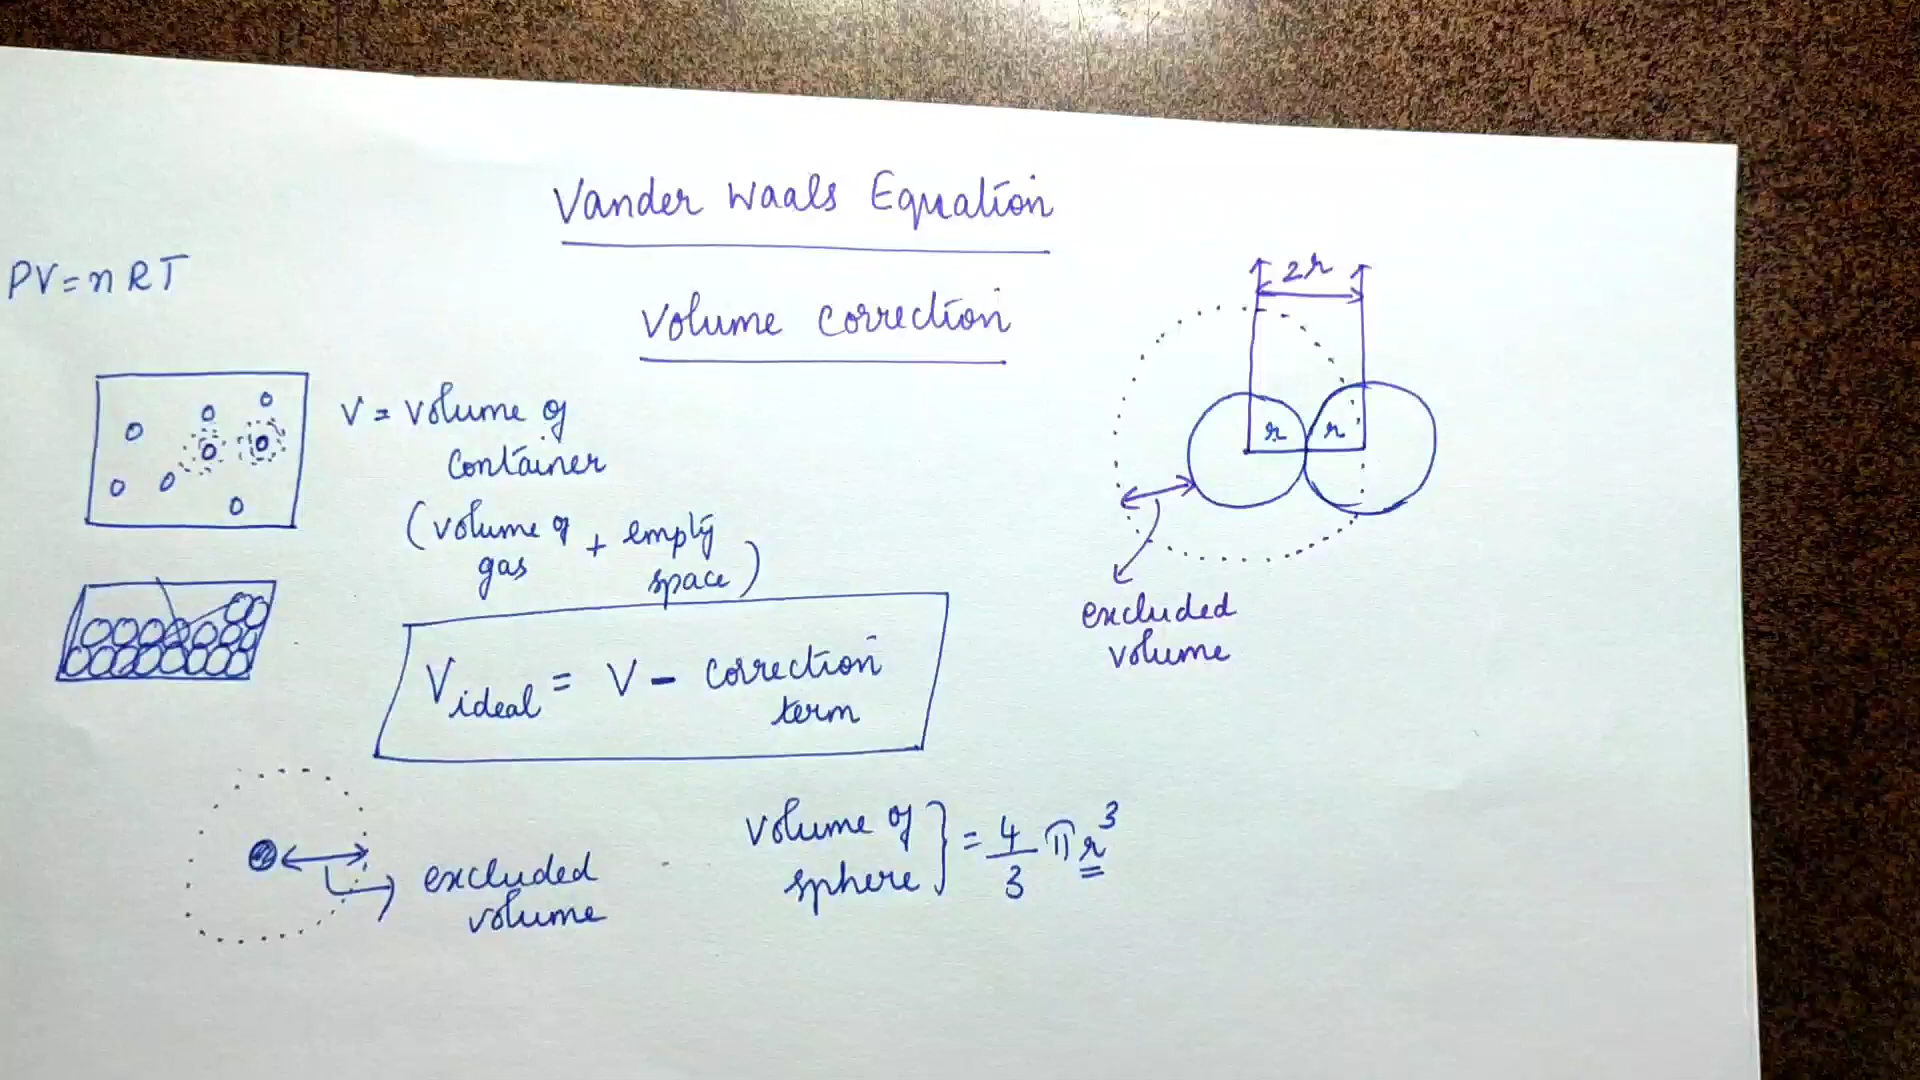 Vander Waals Equation
PV = nRT
Volume correction
V = Volume of
container
(volume of + empty
gas space)
V ideal = V - correction
term
2r
r r
excluded
volume
excluded
volume
Volume of
sphere } = 4/3 πr³